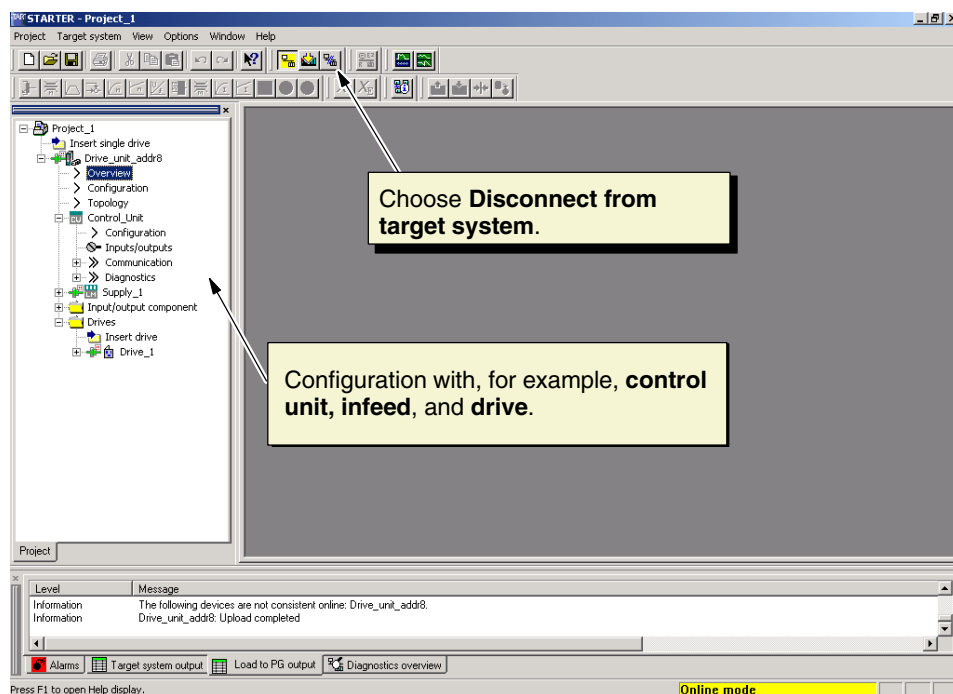 STARTER - Project_1
Project Target system View Options Window Help
Project_1
Insert single drive
Drive_unit_addr8
Overview
Configuration
Topology
Control_Unit
Configuration
Inputs/outputs
Communication
Diagnostics
Supply_1
Input/output component
Drives
Insert drive
Drive_1
Choose Disconnect from
target system.
Configuration with, for example, control
unit, infeed, and drive.
Project
Level Message
Information The following devices are not consistent online: Drive_unit_addr8.
Information Drive_unit_addr8: Upload completed
Alarms Target system output Load to PG output Diagnostics overview
Press F1 to open Help display. Online mode